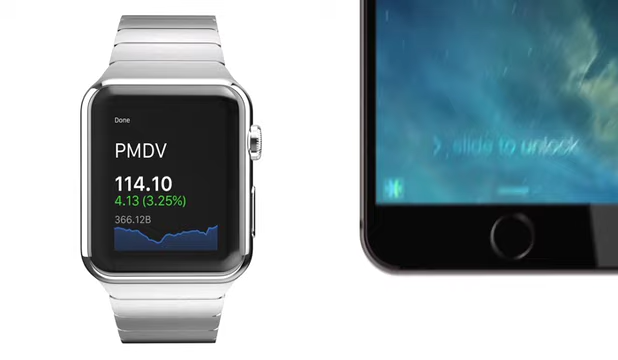 Done
PMDV
114.10
4.13 (3.25%)
366.12B
› slide to unlock